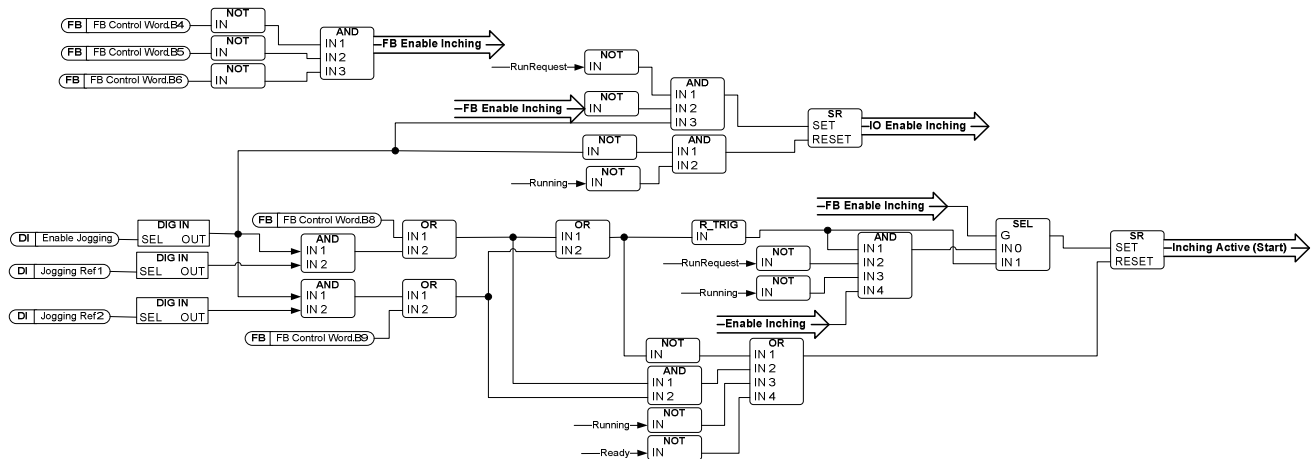 NOT
FB FB Control Word.B4 IN
AND
NOT
IN 1 FB Enable Inching
FB FB Control Word.B5 IN
IN 2
NOT
IN 3
FB FB Control Word.B6 IN
NOT
RunRequest IN
AND
NOT
IN 1
FB Enable Inching IN
IN 2
IN 3
SR
SET IO Enable Inching
RESET
NOT
IN
AND
IN 1
IN 2
NOT
Running IN
DIG IN
DI Enable Jogging SEL OUT
FB FB Control Word.B8
OR
IN 1
IN 2
AND
IN 1
IN 2
DIG IN
DI Jogging Ref1 SEL OUT
OR
IN 1
IN 2
R_TRIG
IN
FB Enable Inching
SEL
G
IN 0
IN 1
SR
SET Inching Active (Start)
RESET
AND
IN 1
IN 2
IN 3
IN 4
NOT
RunRequest IN
NOT
Running IN
Enable Inching
DIG IN
DI Jogging Ref2 SEL OUT
AND
IN 1
IN 2
OR
IN 1
IN 2
FB FB Control Word.B9
NOT
IN
OR
IN 1
IN 2
IN 3
IN 4
AND
IN 1
IN 2
NOT
Running IN
NOT
Ready IN